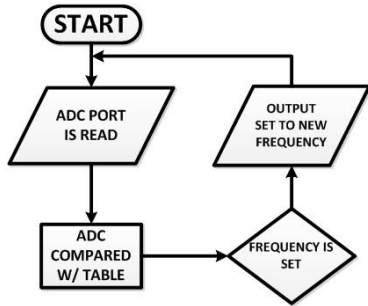 START
ADC PORT
IS READ
ADC
COMPARED
W/ TABLE
FREQUENCY IS
SET
OUTPUT
SET TO NEW
FREQUENCY